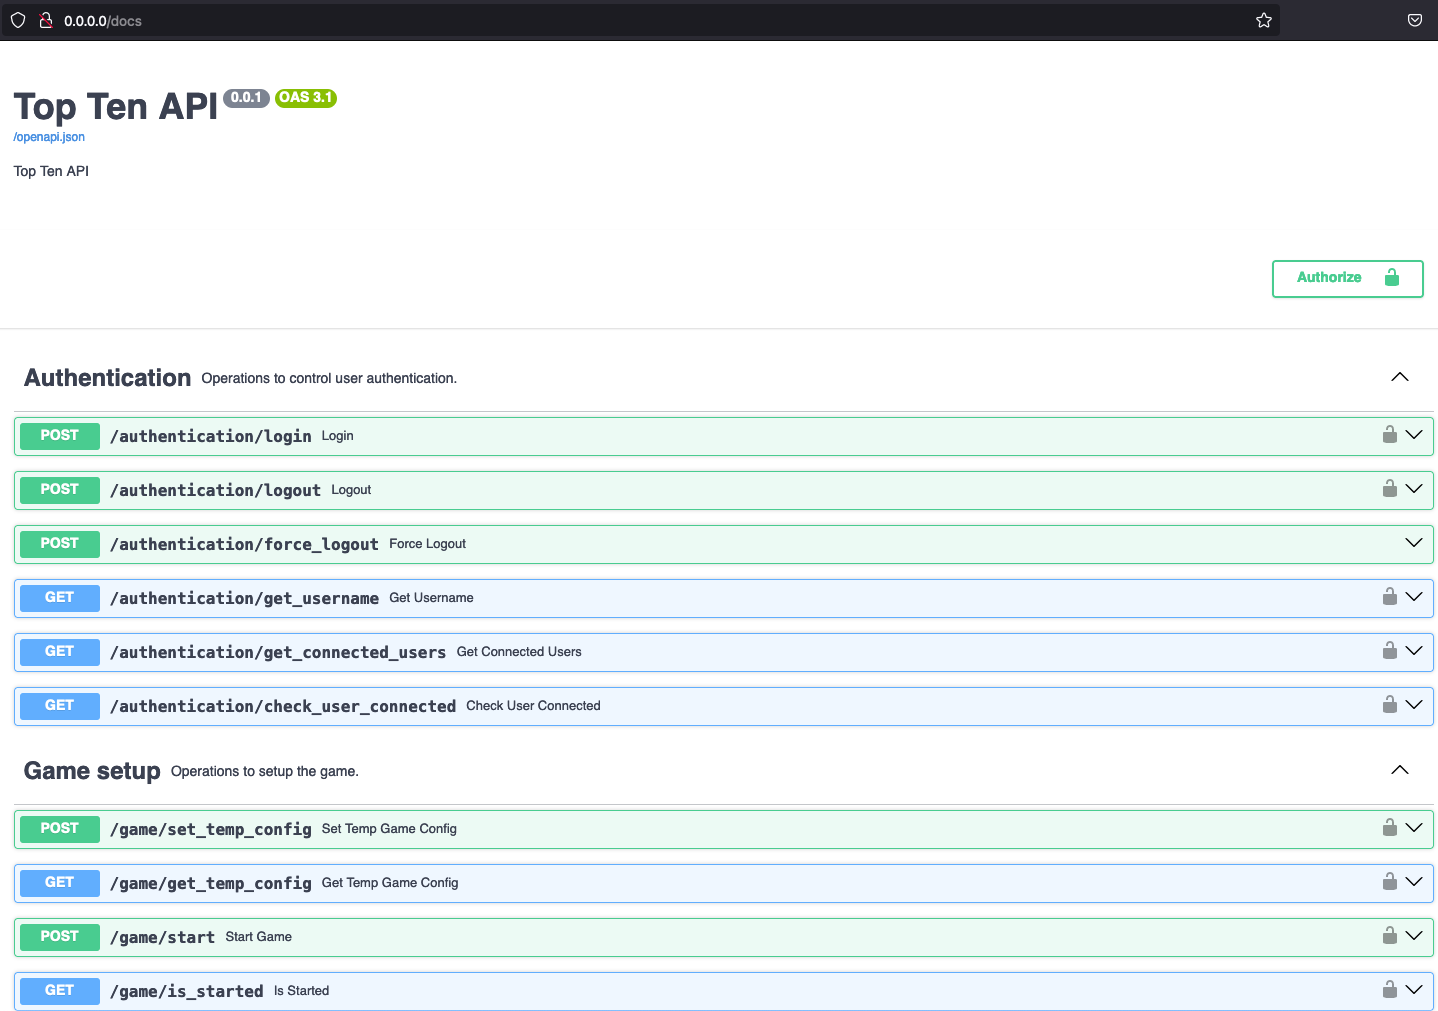 0.0.0.0/docs
Top Ten API 0.0.1 OAS 3.1
/openapi.json
Top Ten API
Authorize
Authentication Operations to control user authentication.
POST /authentication/login Login
POST /authentication/logout Logout
POST /authentication/force_logout Force Logout
GET /authentication/get_username Get Username
GET /authentication/get_connected_users Get Connected Users
GET /authentication/check_user_connected Check User Connected
Game setup Operations to setup the game.
POST /game/set_temp_config Set Temp Game Config
GET /game/get_temp_config Get Temp Game Config
POST /game/start Start Game
GET /game/is_started Is Started